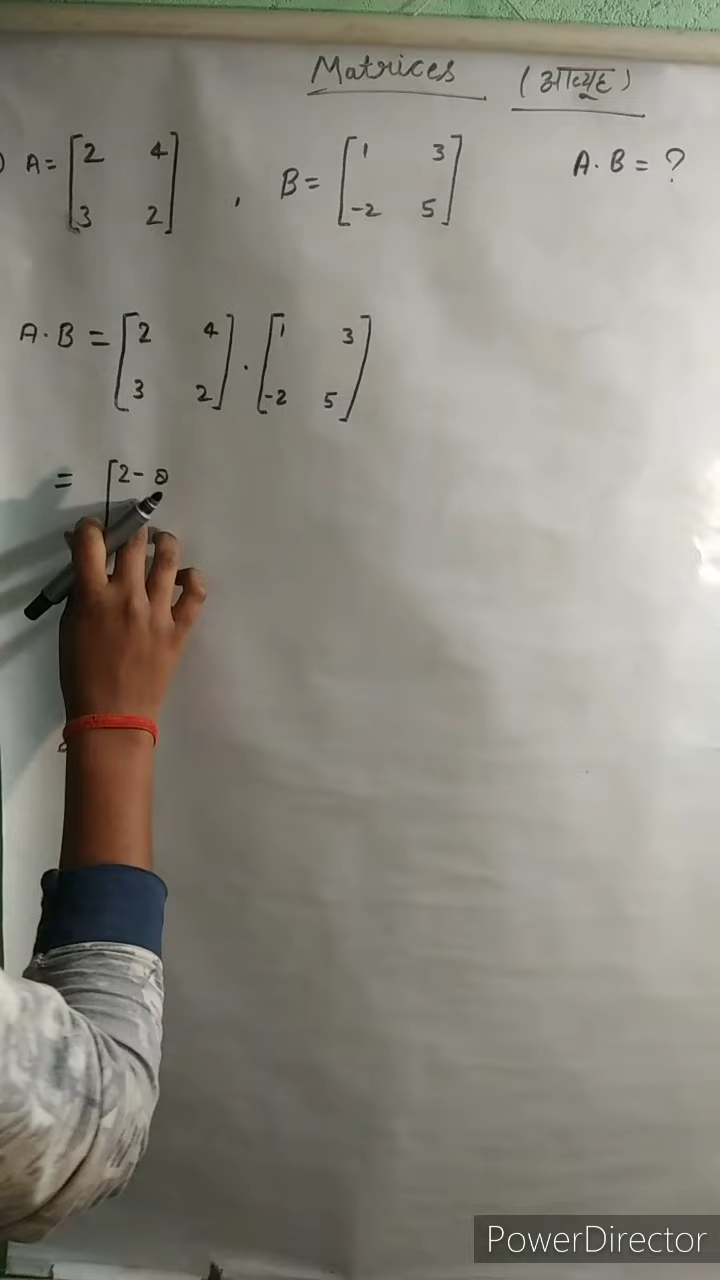 Matrices (आव्यूह)
) A = [2 4 , B = [1 3 A.B = ?
3 2] -2 5]
A.B = [2 4 . [1 3
3 2] -2 5]
= [2-8
PowerDirector